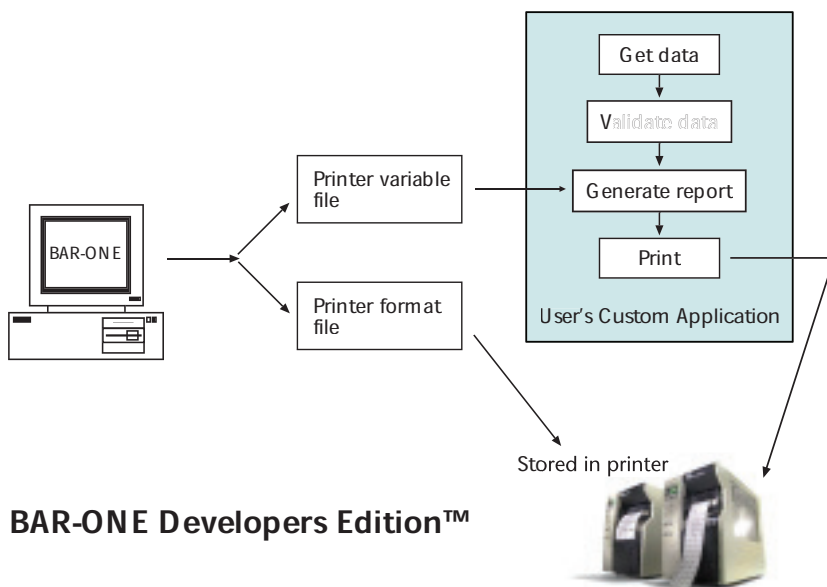 Get data
Validate data
Printer variable
file
Generate report
BAR-ONE
Print
Printer format
file
User's Custom Application
Stored in printer
BAR-ONE Developers Edition™